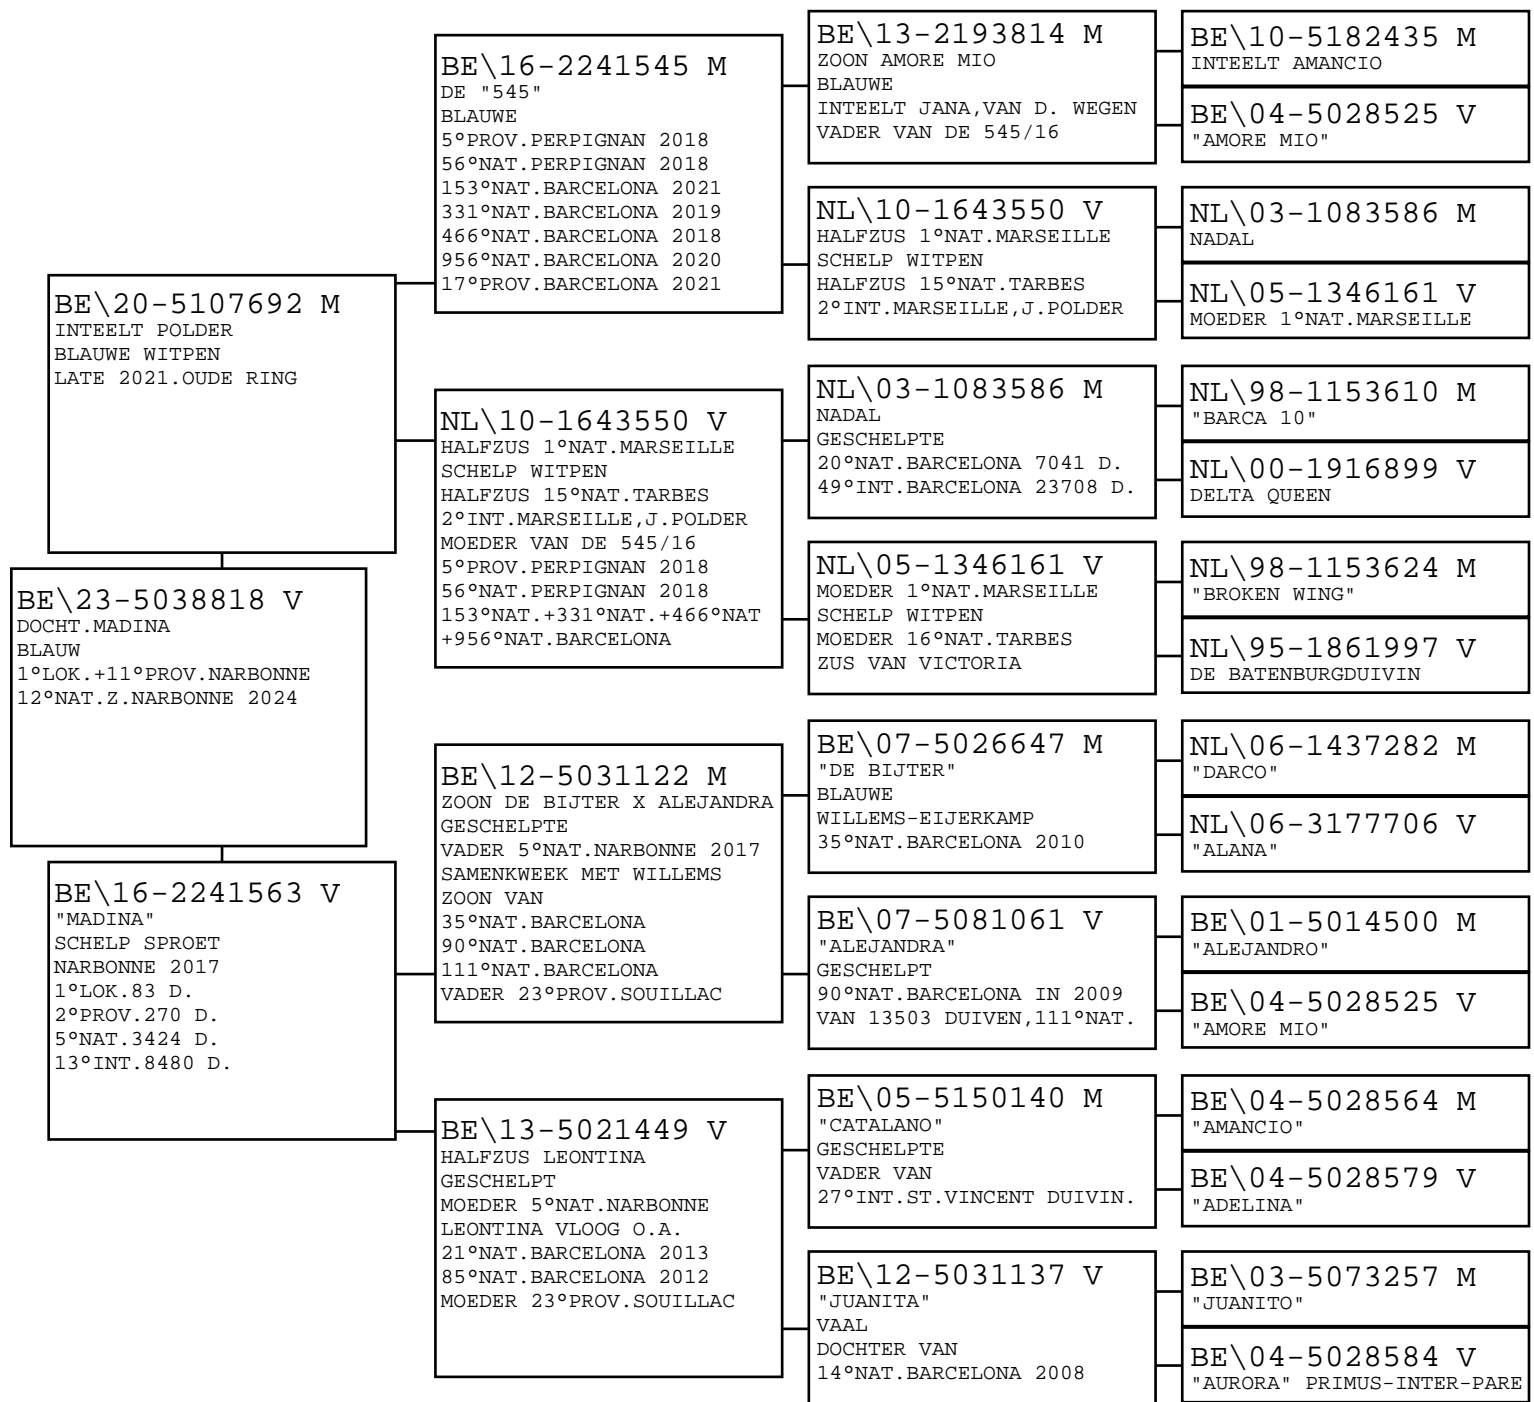 BE\23-5038818 V
DOCHT.MADINA
BLAUW
1°LOK.+11°PROV.NARBONNE
12°NAT.Z.NARBONNE 2024
BE\20-5107692 M
INTEELT POLDER
BLAUWE WITPEN
LATE 2021.OUDE RING
BE\16-2241563 V
"MADINA"
SCHELP SPROET
NARBONNE 2017
1°LOK.83 D.
2°PROV.270 D.
5°NAT.3424 D.
13°INT.8480 D.
BE\16-2241545 M
DE "545"
BLAUWE
5°PROV.PERPIGNAN 2018
56°NAT.PERPIGNAN 2018
153°NAT.BARCELONA 2021
331°NAT.BARCELONA 2019
466°NAT.BARCELONA 2018
956°NAT.BARCELONA 2020
17°PROV.BARCELONA 2021
NL\10-1643550 V
HALFZUS 1°NAT.MARSEILLE
SCHELP WITPEN
HALFZUS 15°NAT.TARBES
2°INT.MARSEILLE,J.POLDER
MOEDER VAN DE 545/16
5°PROV.PERPIGNAN 2018
56°NAT.PERPIGNAN 2018
153°NAT.+331°NAT.+466°NAT
+956°NAT.BARCELONA
BE\12-5031122 M
ZOON DE BIJTER X ALEJANDRA
GESCHELPTE
VADER 5°NAT.NARBONNE 2017
SAMENKWEEK MET WILLEMS
ZOON VAN
35°NAT.BARCELONA
90°NAT.BARCELONA
111°NAT.BARCELONA
VADER 23°PROV.SOUILLAC
BE\13-5021449 V
HALFZUS LEONTINA
GESCHELPT
MOEDER 5°NAT.NARBONNE
LEONTINA VLOOG O.A.
21°NAT.BARCELONA 2013
85°NAT.BARCELONA 2012
MOEDER 23°PROV.SOUILLAC
BE\13-2193814 M
ZOON AMORE MIO
BLAUWE
INTEELT JANA,VAN D. WEGEN
VADER VAN DE 545/16
NL\10-1643550 V
HALFZUS 1°NAT.MARSEILLE
SCHELP WITPEN
HALFZUS 15°NAT.TARBES
2°INT.MARSEILLE,J.POLDER
NL\03-1083586 M
NADAL
GESCHELPTE
20°NAT.BARCELONA 7041 D.
49°INT.BARCELONA 23708 D.
NL\05-1346161 V
MOEDER 1°NAT.MARSEILLE
SCHELP WITPEN
MOEDER 16°NAT.TARBES
ZUS VAN VICTORIA
BE\07-5026647 M
"DE BIJTER"
BLAUWE
WILLEMS-EIJERKAMP
35°NAT.BARCELONA 2010
BE\07-5081061 V
"ALEJANDRA"
GESCHELPT
90°NAT.BARCELONA IN 2009
VAN 13503 DUIVEN,111°NAT.
BE\05-5150140 M
"CATALANO"
GESCHELPTE
VADER VAN
27°INT.ST.VINCENT DUIVIN.
BE\12-5031137 V
"JUANITA"
VAAL
DOCHTER VAN
14°NAT.BARCELONA 2008
BE\10-5182435 M
INTEELT AMANCIO
BE\04-5028525 V
"AMORE MIO"
NL\03-1083586 M
NADAL
NL\05-1346161 V
MOEDER 1°NAT.MARSEILLE
NL\98-1153610 M
"BARCA 10"
NL\00-1916899 V
DELTA QUEEN
NL\98-1153624 M
"BROKEN WING"
NL\95-1861997 V
DE BATENBURGDUIVIN
NL\06-1437282 M
"DARCO"
NL\06-3177706 V
"ALANA"
BE\01-5014500 M
"ALEJANDRO"
BE\04-5028525 V
"AMORE MIO"
BE\04-5028564 M
"AMANCIO"
BE\04-5028579 V
"ADELINA"
BE\03-5073257 M
"JUANITO"
BE\04-5028584 V
"AURORA" PRIMUS-INTER-PARE